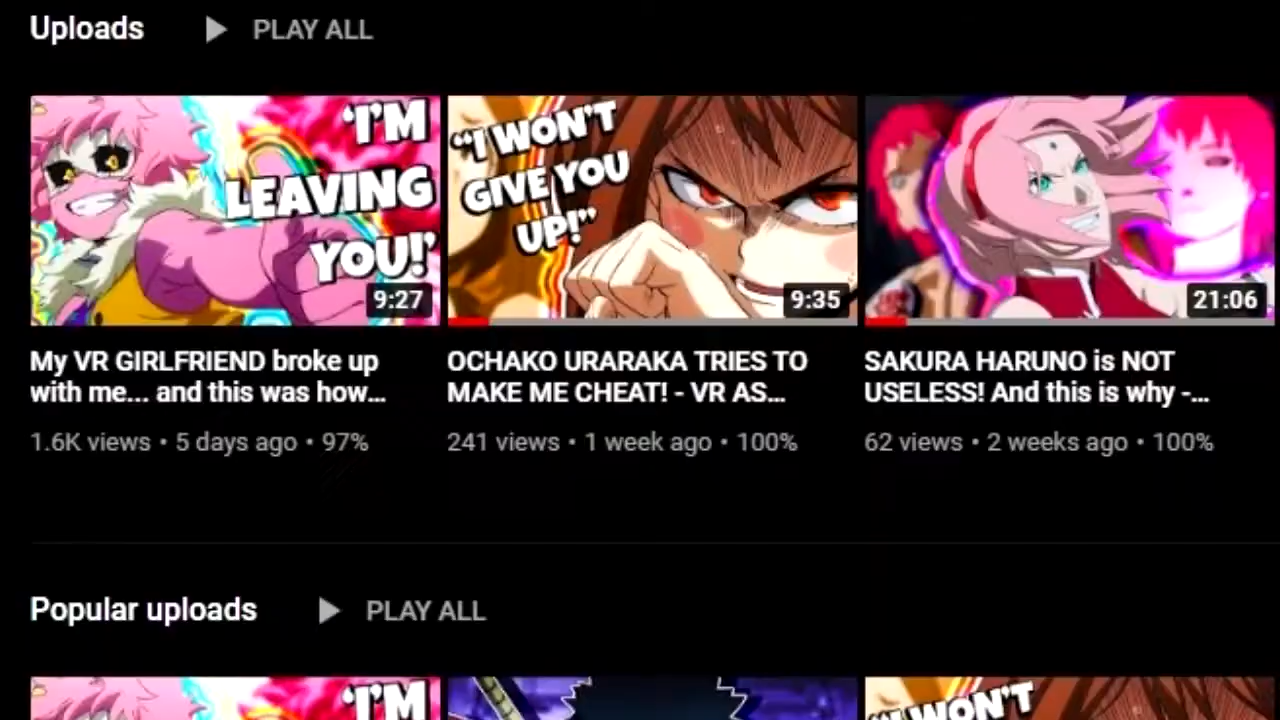 Uploads ▶ PLAY ALL
'I'M
LEAVING
YOU!'
9:27
"I WON'T
GIVE YOU
UP!"
9:35
21:06
My VR GIRLFRIEND broke up
with me... and this was how...
1.6K views • 5 days ago • 97%
OCHAKO URARAKA TRIES TO
MAKE ME CHEAT! - VR AS...
241 views • 1 week ago • 100%
SAKURA HARUNO is NOT
USELESS! And this is why -...
62 views • 2 weeks ago • 100%
Popular uploads ▶ PLAY ALL
'I'M
"I WON'T